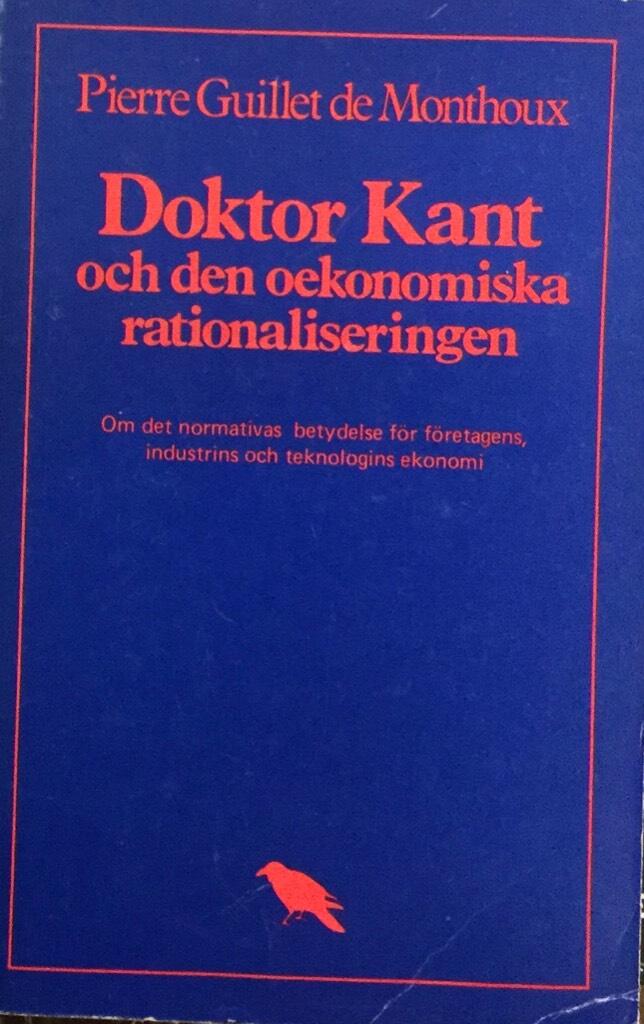 Pierre Guillet de Monthoux
Doktor Kant
och den oekonomiska
rationaliseringen
Om det normativas betydelse för företagens,
industrins och teknologins ekonomi